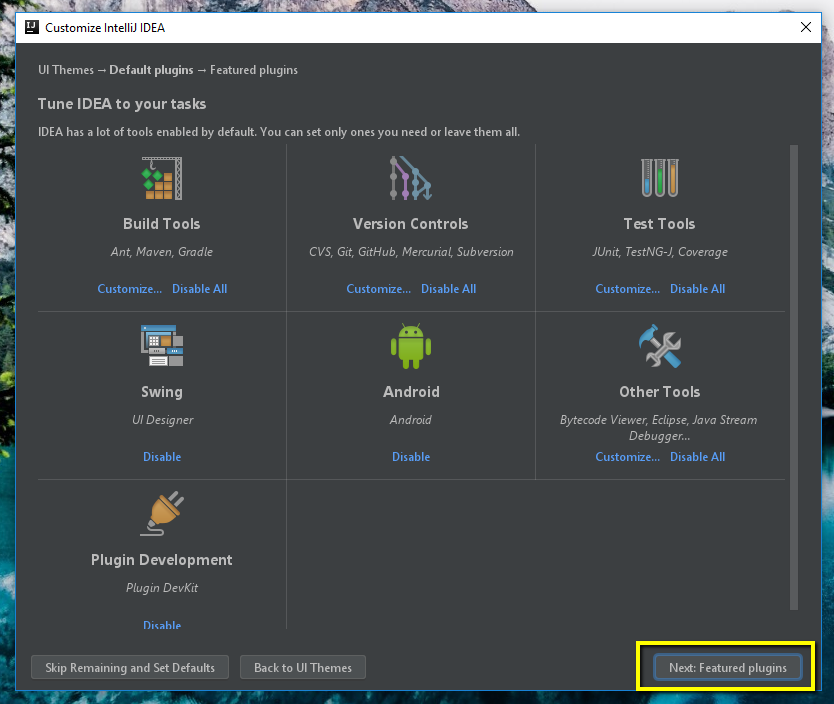 IJ
Customize IntelliJ IDEA
UI Themes → Default plugins → Featured plugins
Tune IDEA to your tasks
IDEA has a lot of tools enabled by default. You can set only ones you need or leave them all.
Build Tools
Ant, Maven, Gradle
Customize... Disable All
Version Controls
CVS, Git, GitHub, Mercurial, Subversion
Customize... Disable All
Test Tools
JUnit, TestNG-J, Coverage
Customize... Disable All
Swing
UI Designer
Disable
Android
Android
Disable
Other Tools
Bytecode Viewer, Eclipse, Java Stream
Debugger...
Customize... Disable All
Plugin Development
Plugin DevKit
Disable
Skip Remaining and Set Defaults
Back to UI Themes
Next: Featured plugins